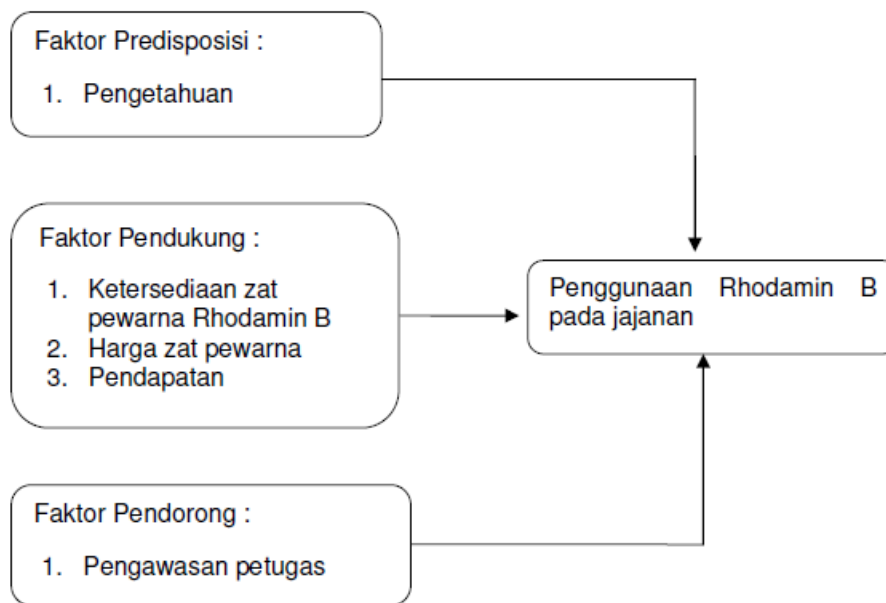 Faktor Predisposisi :
1. Pengetahuan
Faktor Pendukung :
1. Ketersediaan zat
pewarna Rhodamin B
2. Harga zat pewarna
3. Pendapatan
Penggunaan Rhodamin B
pada jajanan
Faktor Pendorong :
1. Pengawasan petugas